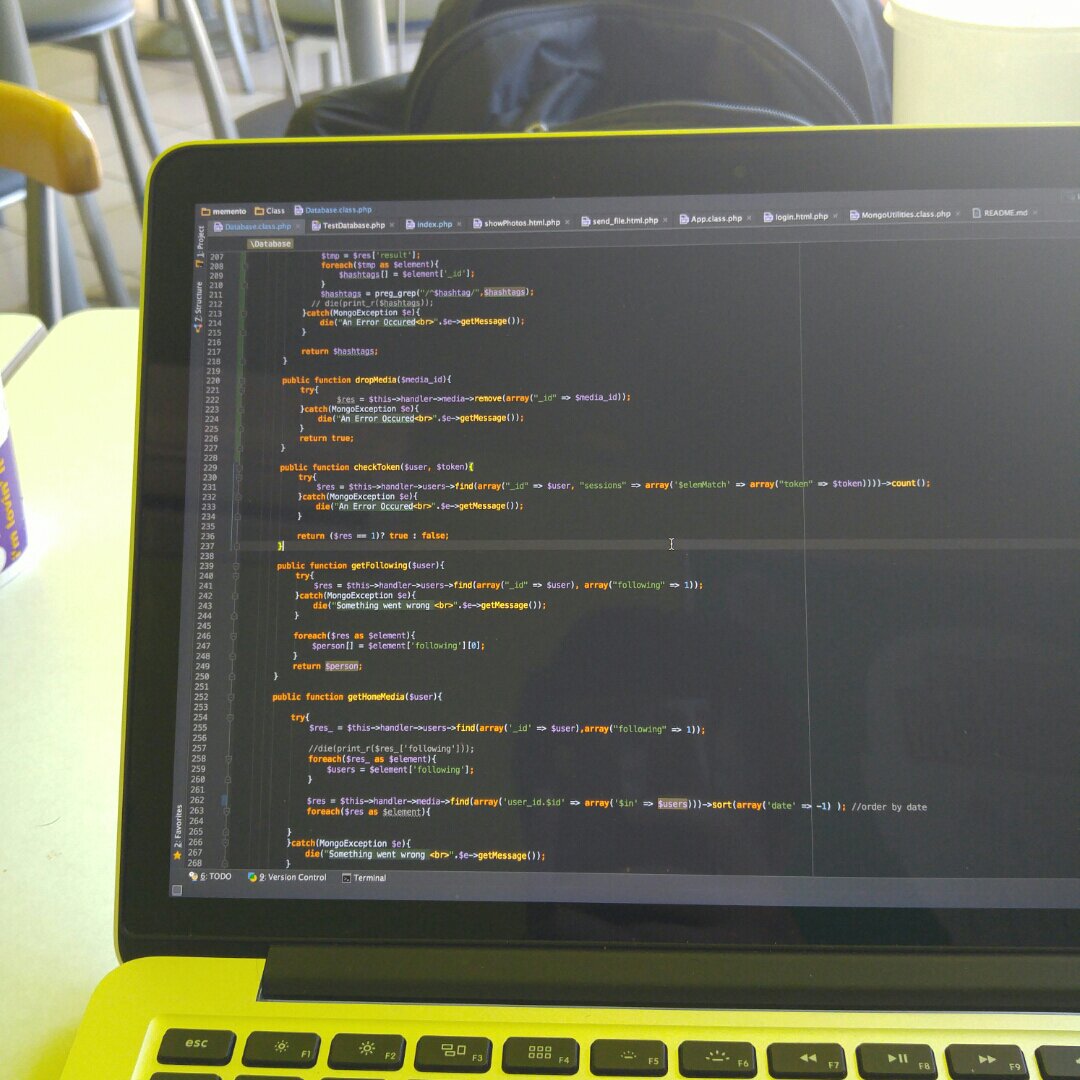 memento Class Database.class.php
Database.class.php TestDatabase.php index.php showPhotos.html.php send_file.html.php App.class.php login.html.php MongoUtilities.class.php README.md
\Database
1: Project
7: Structure
2: Favorites
207 $tmp = $res['result'];
208 foreach($tmp as $element){
209 $hashtags[] = $element['_id'];
210 }
211 $hashtags = preg_grep("/^$hashtag/",$hashtags);
212 // die(print_r($hashtags));
213 }catch(MongoException $e){
214 die("An Error Occured<br>".$e->getMessage());
215 }
216
217 return $hashtags;
218 }
219
220 public function dropMedia($media_id){
221 try{
222 $res = $this->handler->media->remove(array("_id" => $media_id));
223 }catch(MongoException $e){
224 die("An Error Occured<br>".$e->getMessage());
225 }
226 return true;
227 }
228
229 public function checkToken($user, $token){
230 try{
231 $res = $this->handler->users->find(array("_id" => $user, "sessions" => array('$elemMatch' => array("token" => $token))))->count();
232 }catch(MongoException $e){
233 die("An Error Occured<br>".$e->getMessage());
234 }
235
236 return ($res == 1)? true : false;
237 }
238
239 public function getFollowing($user){
240 try{
241 $res = $this->handler->users->find(array("_id" => $user), array("following" => 1));
242 }catch(MongoException $e){
243 die("Something went wrong <br>".$e->getMessage());
244 }
245
246 foreach($res as $element){
247 $person[] = $element['following'][0];
248 }
249 return $person;
250 }
251
252 public function getHomeMedia($user){
253
254 try{
255 $res_ = $this->handler->users->find(array('_id' => $user),array("following" => 1));
256
257 //die(print_r($res_['following']));
258 foreach($res_ as $element){
259 $users = $element['following'];
260 }
261
262 $res = $this->handler->media->find(array('user_id.$id' => array('$in' => $users)))->sort(array('date' => -1) ); //order by date
263 foreach($res as $element){
264
265 }
266 }catch(MongoException $e){
267 die("Something went wrong <br>".$e->getMessage());
268 }
6: TODO 9: Version Control Terminal
i'm lovin' it
esc F1 F2 F3 F4 F5 F6 F7 F8 F9